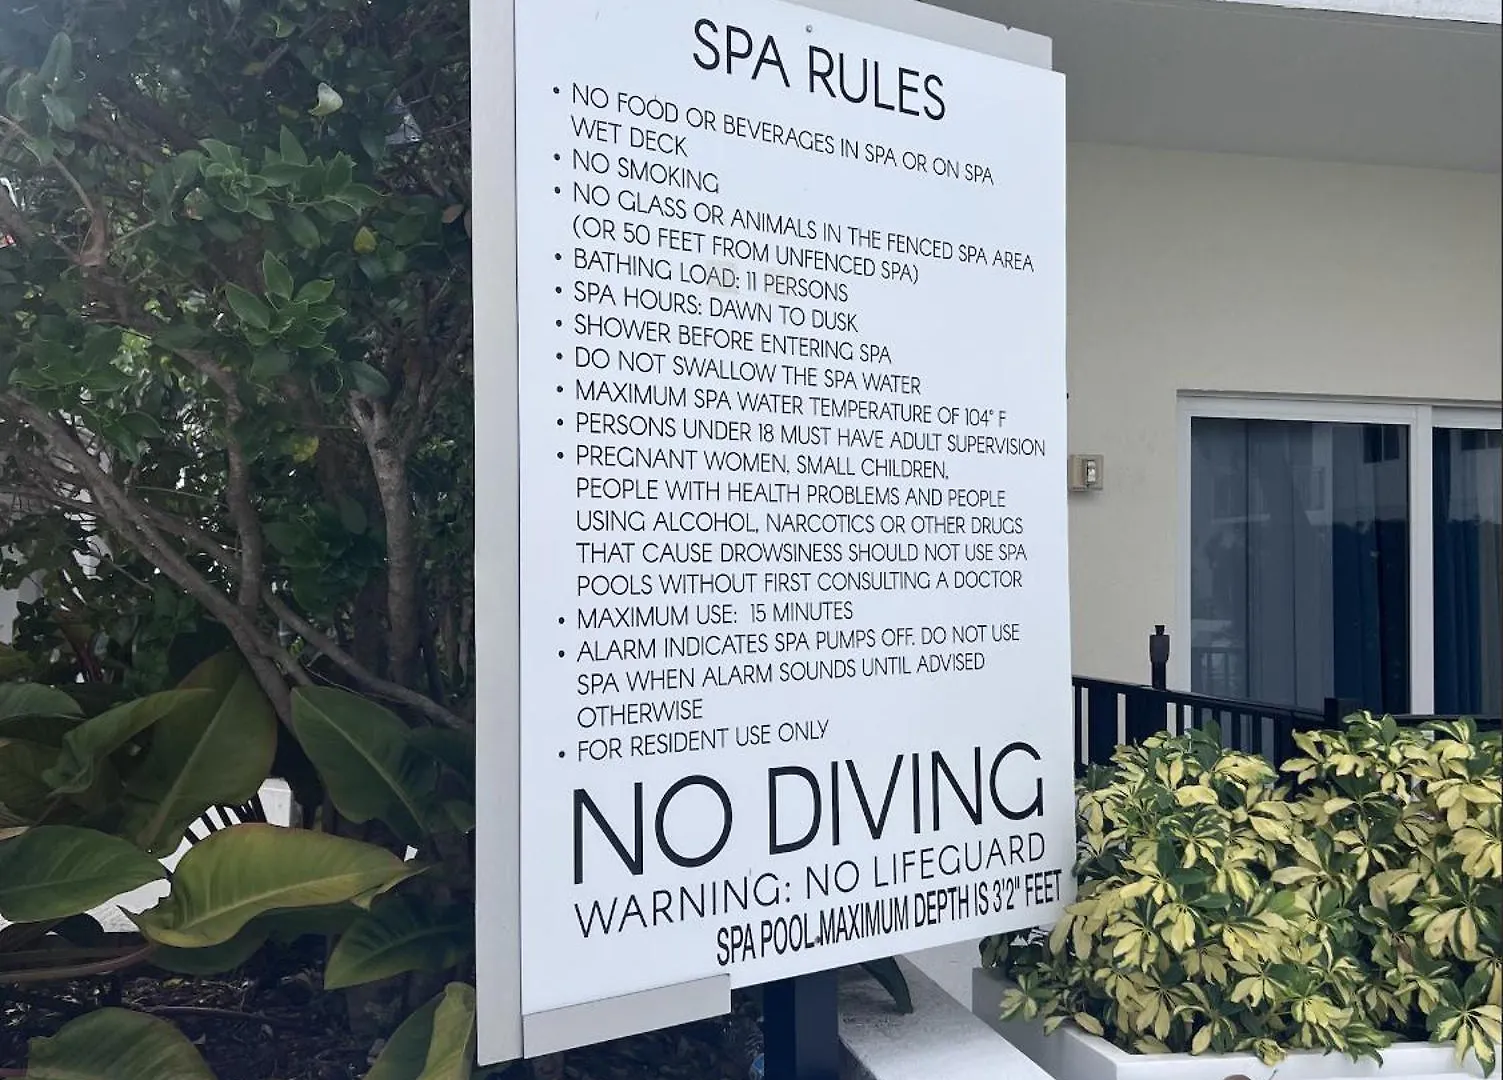 SPA RULES
• NO FOOD OR BEVERAGES IN SPA OR ON SPA
WET DECK
• NO SMOKING
• NO GLASS OR ANIMALS IN THE FENCED SPA AREA
(OR 50 FEET FROM UNFENCED SPA)
• BATHING LOAD: 11 PERSONS
• SPA HOURS: DAWN TO DUSK
• SHOWER BEFORE ENTERING SPA
• DO NOT SWALLOW THE SPA WATER
• MAXIMUM SPA WATER TEMPERATURE OF 104° F
• PERSONS UNDER 18 MUST HAVE ADULT SUPERVISION
• PREGNANT WOMEN, SMALL CHILDREN,
PEOPLE WITH HEALTH PROBLEMS AND PEOPLE
USING ALCOHOL, NARCOTICS OR OTHER DRUGS
THAT CAUSE DROWSINESS SHOULD NOT USE SPA
POOLS WITHOUT FIRST CONSULTING A DOCTOR
• MAXIMUM USE: 15 MINUTES
• ALARM INDICATES SPA PUMPS OFF. DO NOT USE
SPA WHEN ALARM SOUNDS UNTIL ADVISED
OTHERWISE
• FOR RESIDENT USE ONLY
NO DIVING
WARNING: NO LIFEGUARD
SPA POOL MAXIMUM DEPTH IS 3'2" FEET